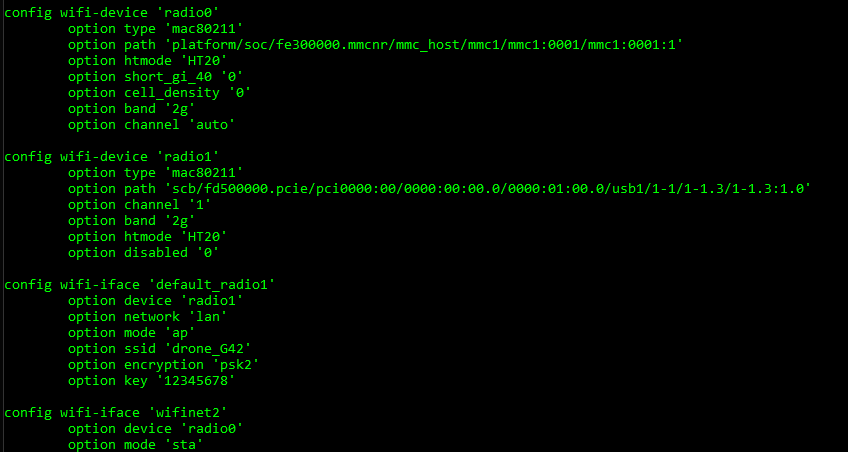 config wifi-device 'radio0'
        option type 'mac80211'
        option path 'platform/soc/fe300000.mmcnr/mmc_host/mmc1/mmc1:0001/mmc1:0001:1'
        option htmode 'HT20'
        option short_gi_40 '0'
        option cell_density '0'
        option band '2g'
        option channel 'auto'

config wifi-device 'radio1'
        option type 'mac80211'
        option path 'scb/fd500000.pcie/pci0000:00/0000:00:00.0/0000:01:00.0/usb1/1-1/1-1.3/1-1.3:1.0'
        option channel '1'
        option band '2g'
        option htmode 'HT20'
        option disabled '0'

config wifi-iface 'default_radio1'
        option device 'radio1'
        option network 'lan'
        option mode 'ap'
        option ssid 'drone_G42'
        option encryption 'psk2'
        option key '12345678'

config wifi-iface 'wifinet2'
        option device 'radio0'
        option mode 'sta'